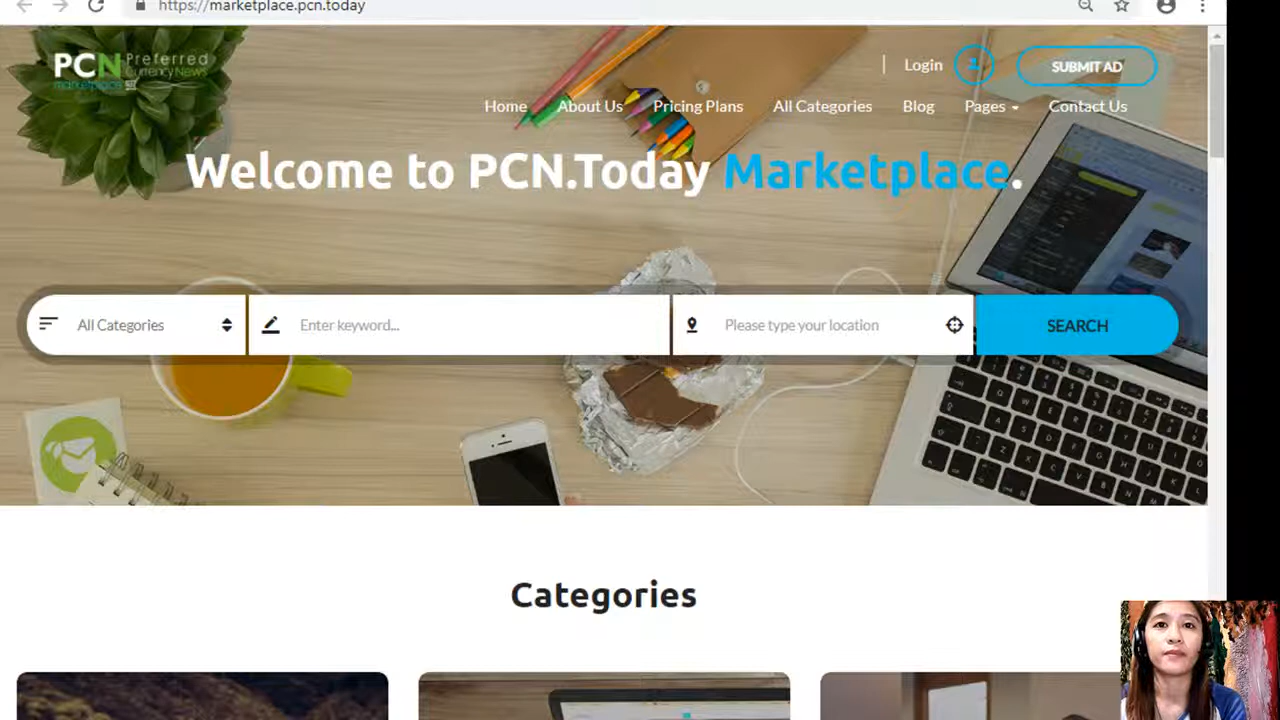 https://marketplace.pcn.today
PCN Preferred
Currency News
marketplace
Login
SUBMIT AD
Home
About Us
Pricing Plans
All Categories
Blog
Pages
Contact Us
Welcome to PCN.Today Marketplace.
All Categories
Enter keyword...
Please type your location
SEARCH
Categories